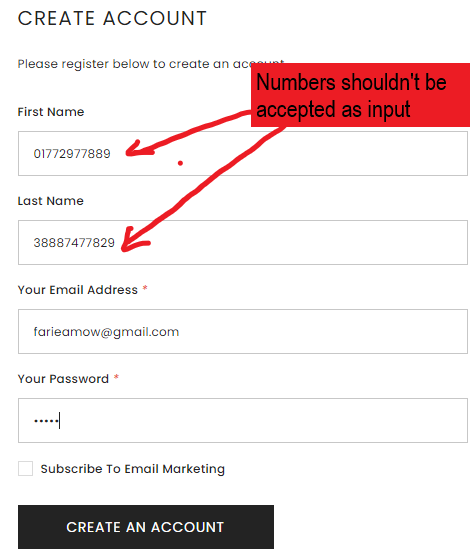 CREATE ACCOUNT
Please register below to create an account
Numbers shouldn't be
accepted as input
First Name
01772977889
Last Name
38887477829
Your Email Address *
farieamow@gmail.com
Your Password *
•••••
Subscribe To Email Marketing
CREATE AN ACCOUNT